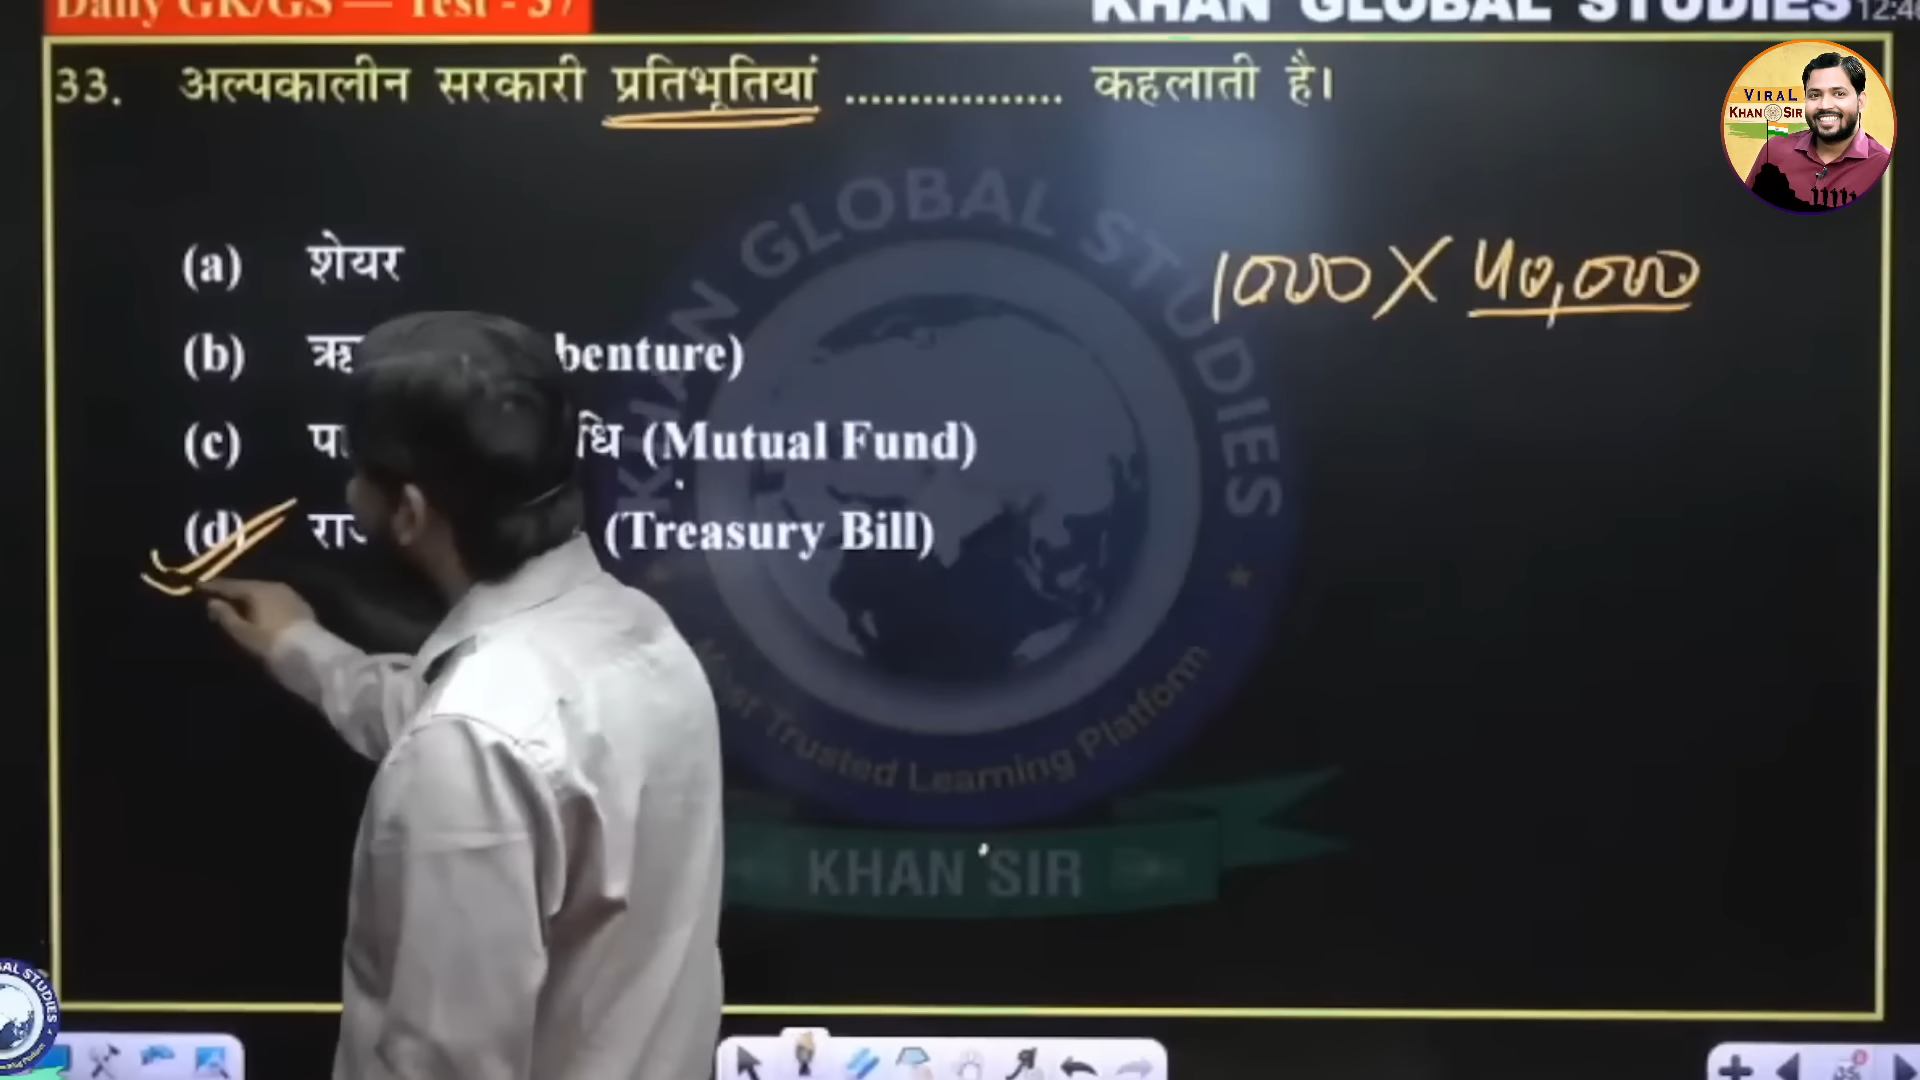 Daily GK/GS — Test - 37
KHAN GLOBAL STUDIES
33. अल्पकालीन सरकारी प्रतिभूतियां ................. कहलाती है।
VIRAL
KHAN SIR
(a) शेयर
1000 X 40,000
(b) benture)
(c) धि (Mutual Fund)
(d) (Treasury Bill)
KHAN GLOBAL STUDIES
Most Trusted Learning Platform
KHAN SIR